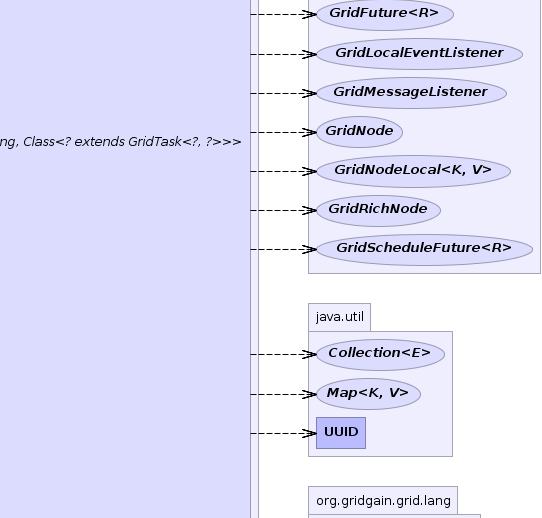 GridFuture<R>
GridLocalEventListener
GridMessageListener
GridNode
ng, Class<? extends GridTask<?, ?>>>
GridNodeLocal<K, V>
GridRichNode
GridScheduleFuture<R>
java.util
Collection<E>
Map<K, V>
UUID
org.gridgain.grid.lang